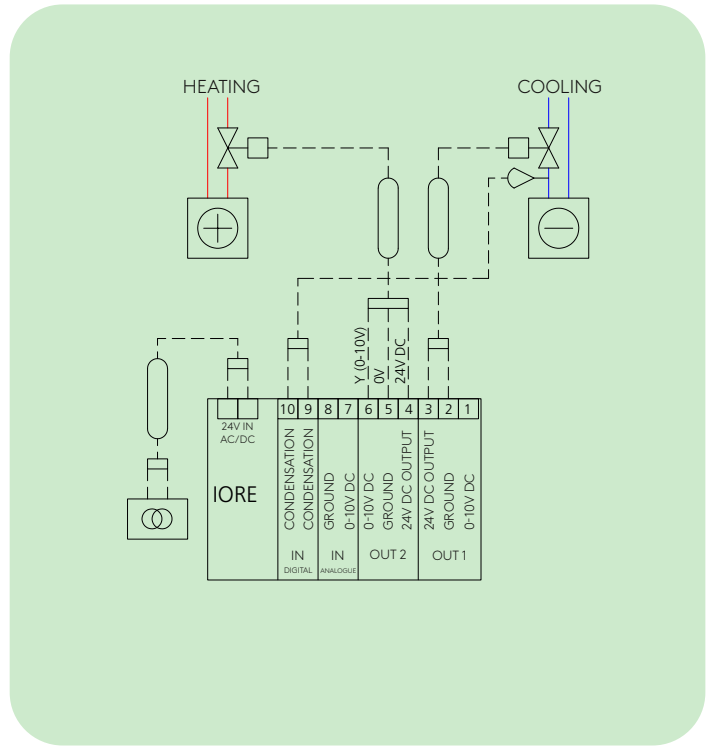 HEATING
COOLING
Y (0-10V)
0V
24V DC
24V IN
AC/DC
10 9 8 7 6 5 4 3 2 1
IORE
CONDENSATION
CONDENSATION
GROUND
0-10V DC
0-10V DC
GROUND
24V DC OUTPUT
24V DC OUTPUT
GROUND
0-10V DC
IN
DIGITAL
IN
ANALOGUE
OUT 2
OUT 1